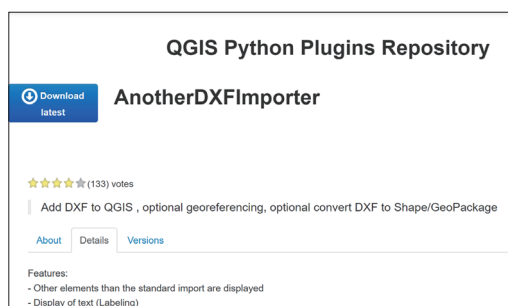 QGIS Python Plugins Repository
Download
latest
AnotherDXFImporter
(133) votes
Add DXF to QGIS , optional georeferencing, optional convert DXF to Shape/GeoPackage
About Details Versions
Features:
- Other elements than the standard import are displayed
- Display of text (Labeling)